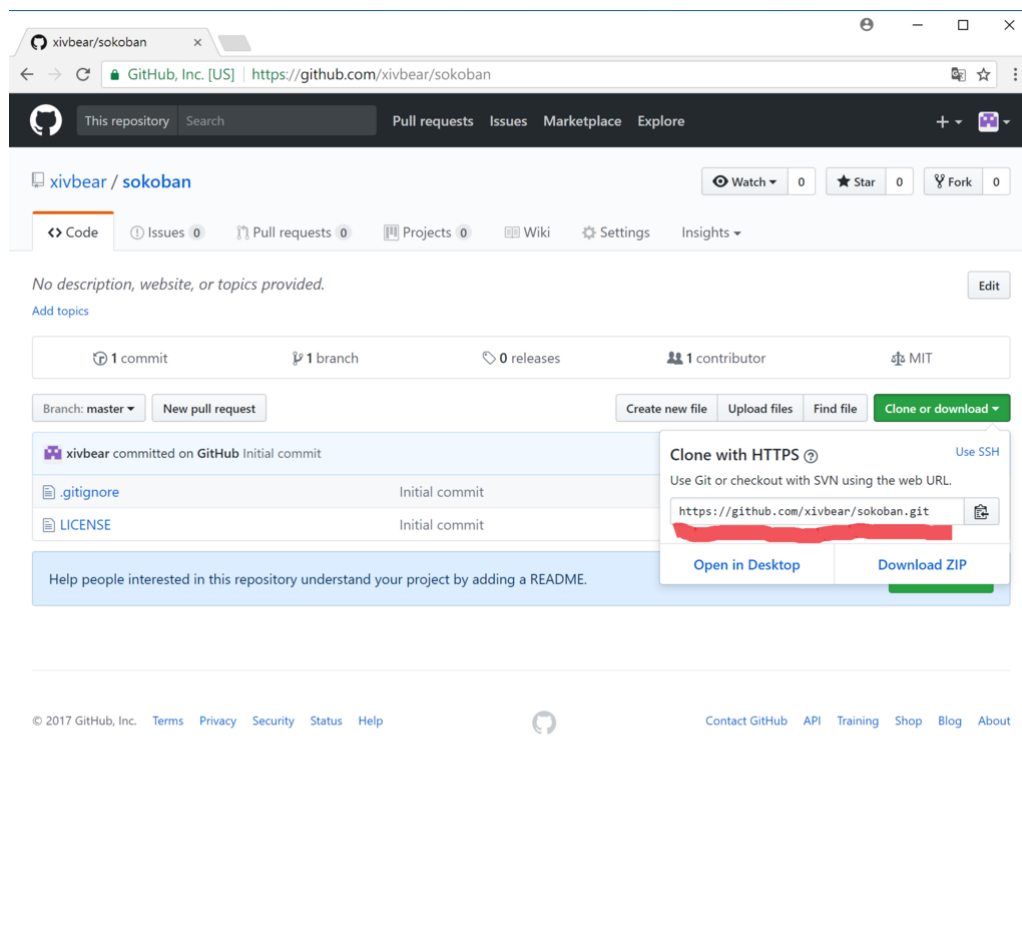 xivbear/sokoban
GitHub, Inc. [US] https://github.com/xivbear/sokoban
This repository Search Pull requests Issues Marketplace Explore
xivbear / sokoban Watch 0 Star 0 Fork 0
Code Issues 0 Pull requests 0 Projects 0 Wiki Settings Insights
No description, website, or topics provided. Edit
Add topics
1 commit 1 branch 0 releases 1 contributor MIT
Branch: master New pull request Create new file Upload files Find file Clone or download
xivbear committed on GitHub Initial commit
.gitignore Initial commit
LICENSE Initial commit
Clone with HTTPS ? Use SSH
Use Git or checkout with SVN using the web URL.
https://github.com/xivbear/sokoban.git
Open in Desktop Download ZIP
Help people interested in this repository understand your project by adding a README.
© 2017 GitHub, Inc. Terms Privacy Security Status Help Contact GitHub API Training Shop Blog About